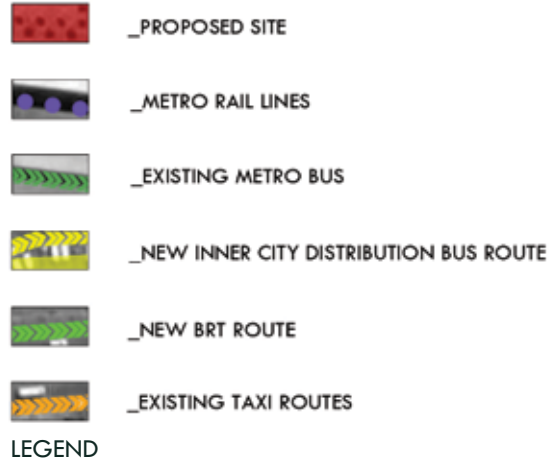 _PROPOSED SITE
_METRO RAIL LINES
_EXISTING METRO BUS
_NEW INNER CITY DISTRIBUTION BUS ROUTE
_NEW BRT ROUTE
_EXISTING TAXI ROUTES
LEGEND